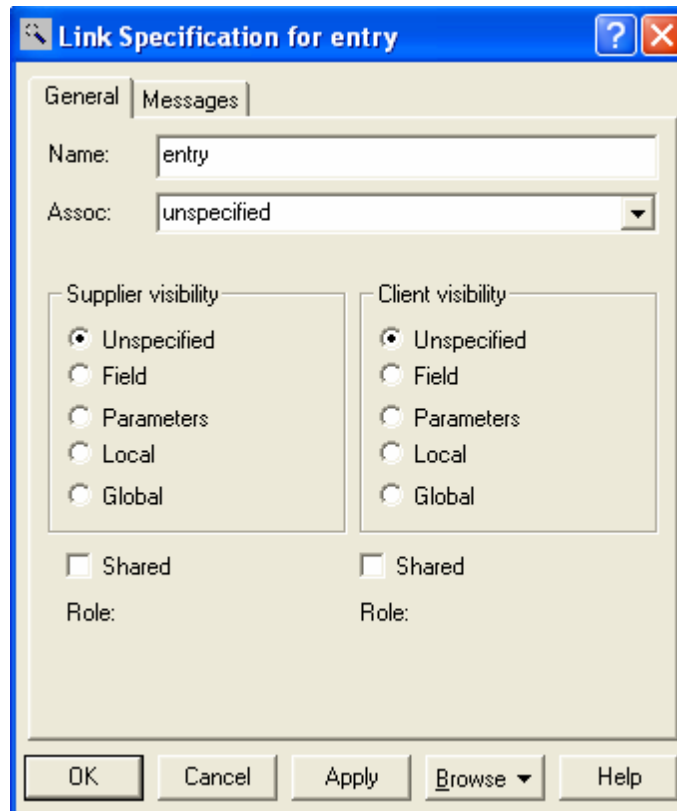 Link Specification for entry
General Messages
Name: entry
Assoc: unspecified
Supplier visibility Client visibility
Unspecified Unspecified
Field Field
Parameters Parameters
Local Local
Global Global
Shared Shared
Role: Role:
OK Cancel Apply Browse Help